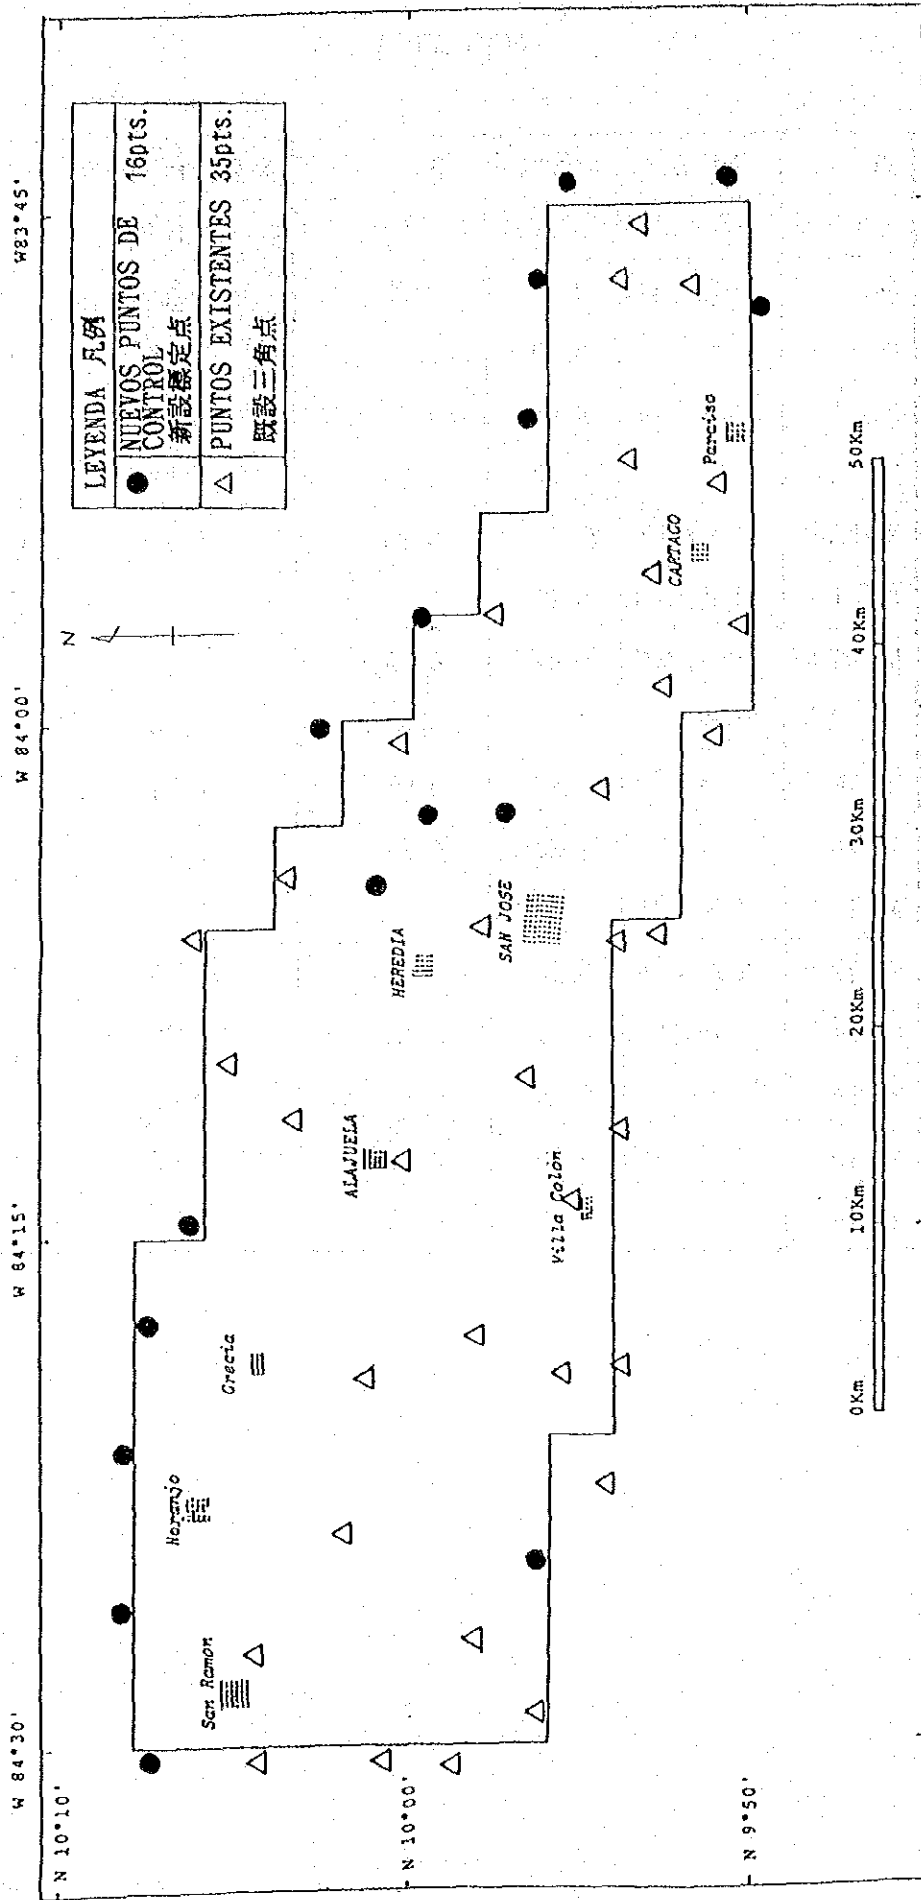 LEYENDA 凡例
● NUEVOS PUNTOS DE 16pts.
CONTROL
新設標定点
△ PUNTOS EXISTENTES 35pts.
既設三角点
W 84°30'
W 84°15'
W 84°00'
W83°45'
N 10°10'
N 10°00'
N 9°50'
N
San Ramon
Noranjo
Grecia
ALAJUELA
HEREDIA
SAN JOSE
Villa Colón
CARTAGO
Paraiso
0Km
10Km
20Km
30Km
40Km
50Km